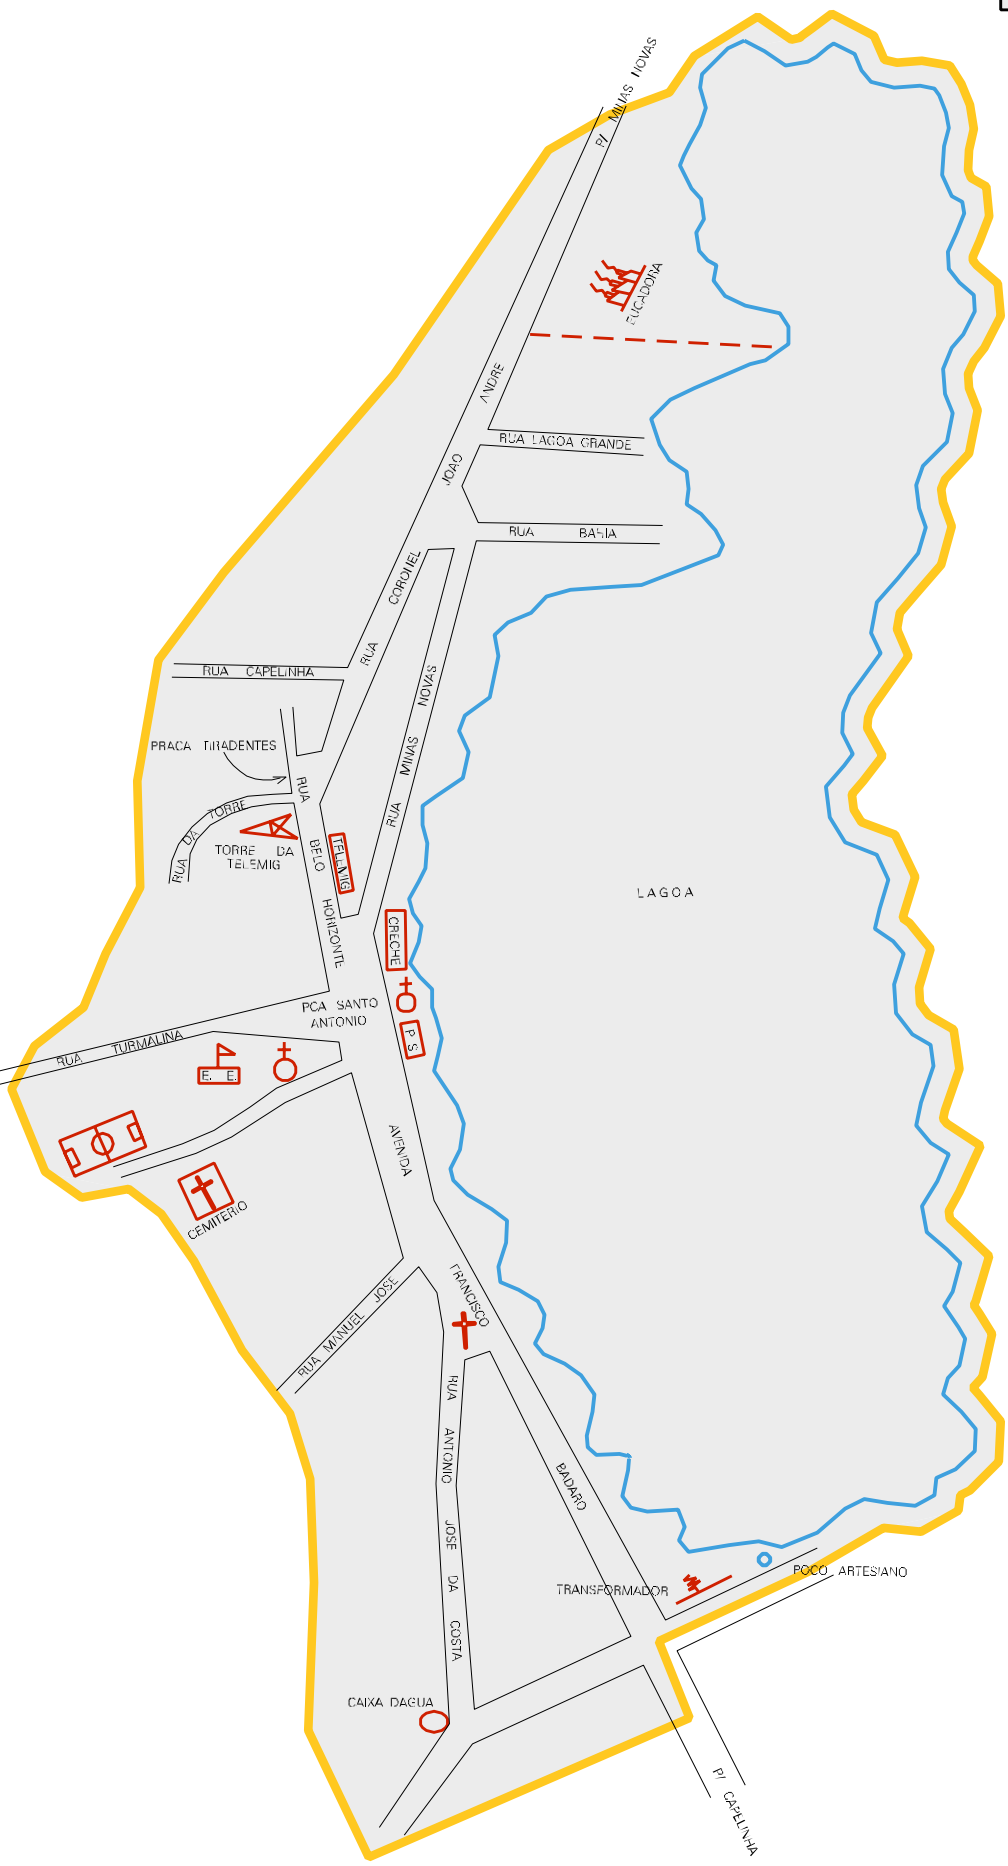 P/ MINAS NOVAS
FUCADORA
RUA CORONEL JOAO ANDRE
RUA LAGOA GRANDE
RUA BAHIA
RUA CAPELINHA
RUA MINAS NOVAS
PRACA TIRADENTES
RUA DA TORRE
TORRE DA
TELEMIG
RUA BELO HORIZONTE
TELEMIG
LAGOA
CRECHE
PCA SANTO
ANTONIO
P S
RUA TURMALINA
E. E.
CEMITERIO
AVENIDA FRANCISCO BADARO
RUA MANUEL JOSE
RUA ANTONIO JOSE DA COSTA
TRANSFORMADOR
POCO ARTESIANO
CAIXA DAGUA
P/ CAPELINHA